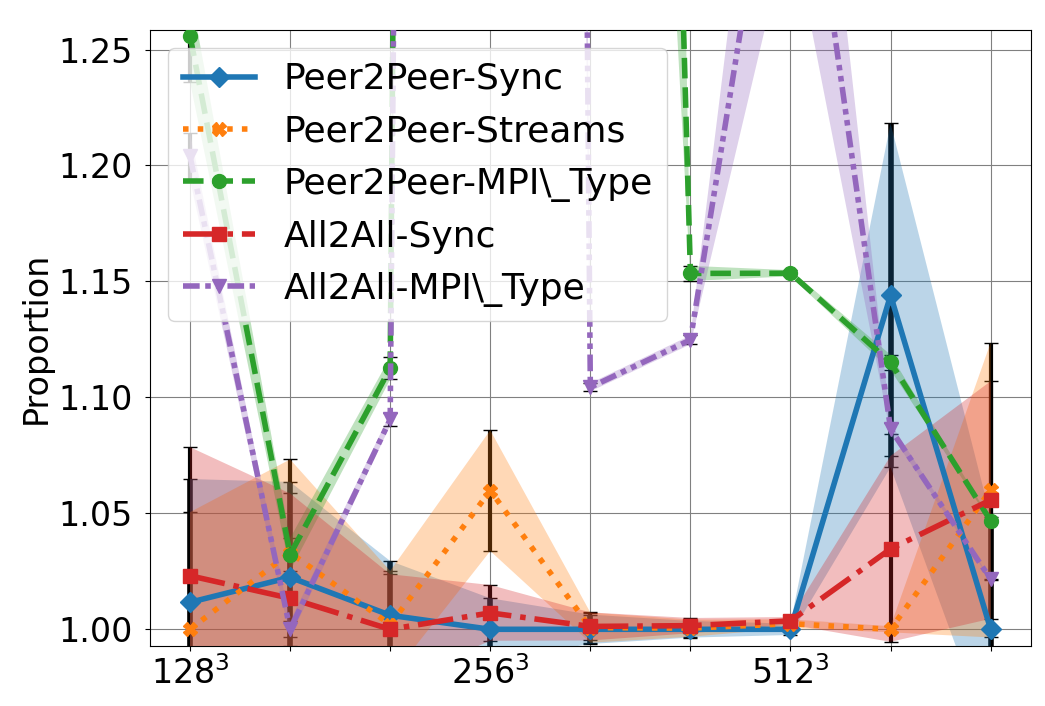 1.25
1.20
1.15
1.10
1.05
1.00
Proportion
Peer2Peer-Sync
Peer2Peer-Streams
Peer2Peer-MPI\_Type
All2All-Sync
All2All-MPI\_Type
128³ 256³ 512³